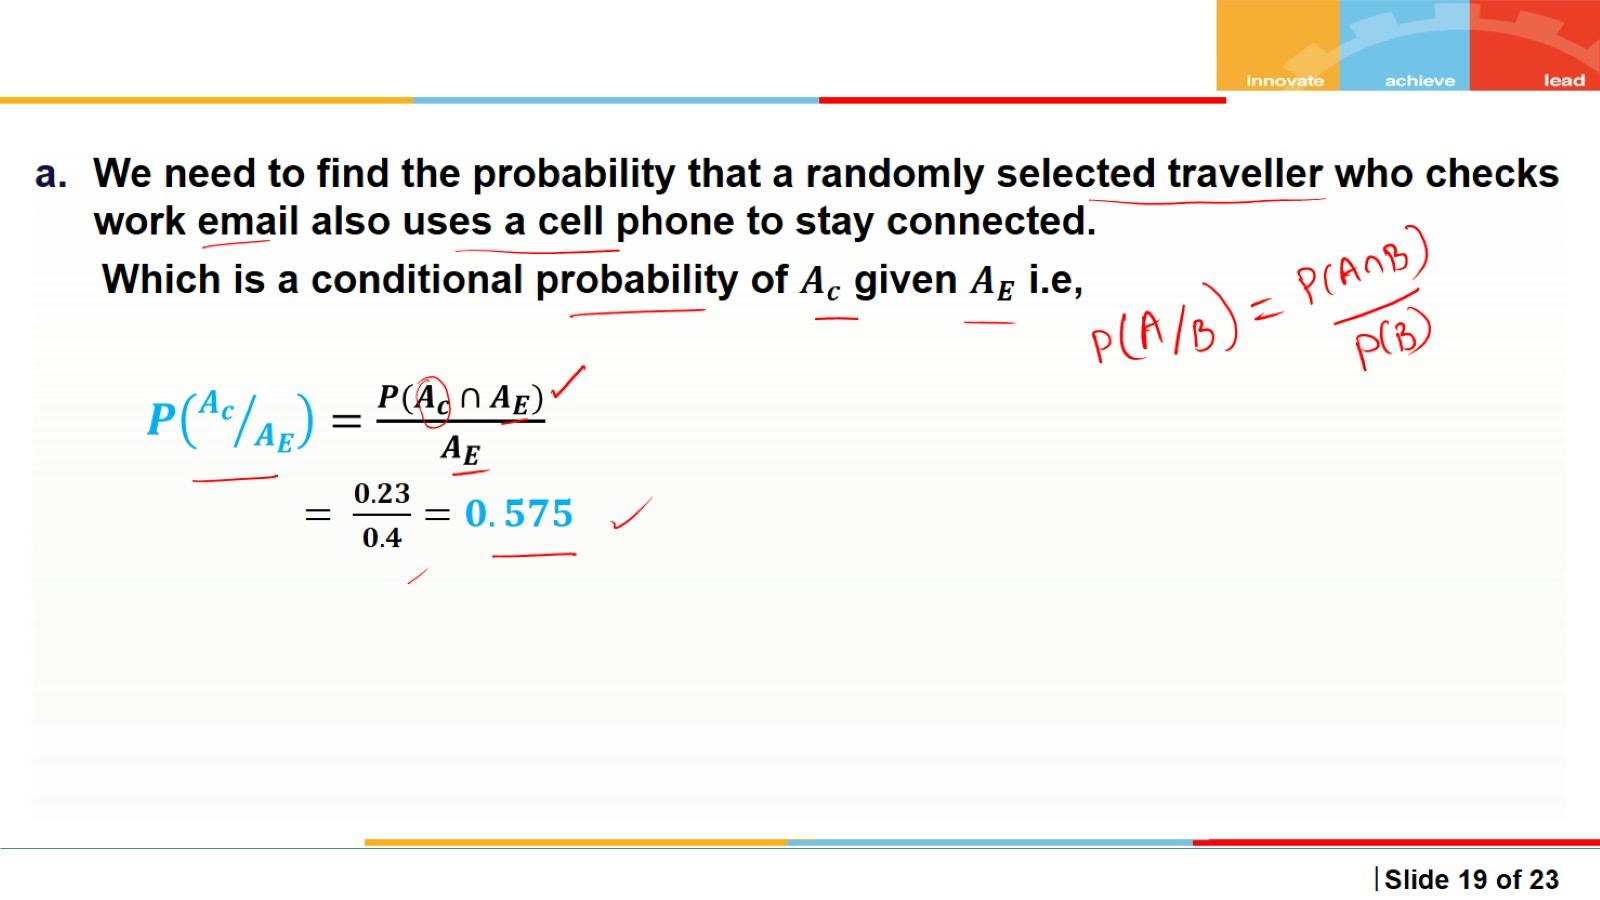 innovate achieve lead
a. We need to find the probability that a randomly selected traveller who checks
work email also uses a cell phone to stay connected.
Which is a conditional probability of A_c given A_E i.e,
P(A/B) = P(A∩B) / P(B)
P(A_c/A_E) = P(A_c ∩ A_E) / A_E
= 0.23 / 0.4 = 0.575
Slide 19 of 23